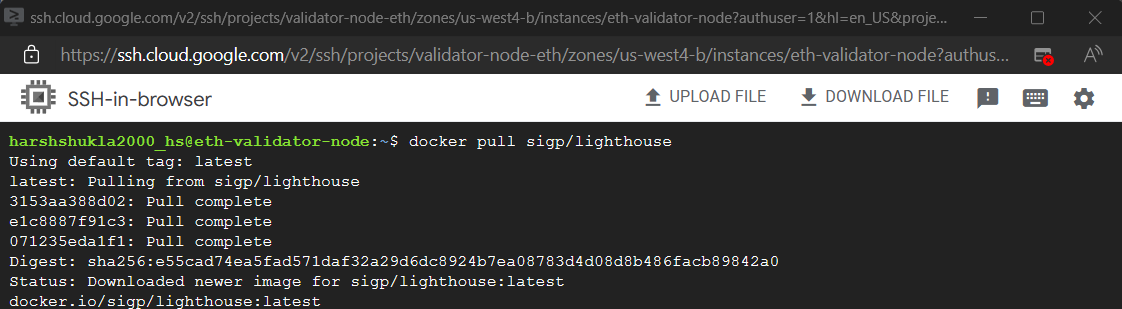 ssh.cloud.google.com/v2/ssh/projects/validator-node-eth/zones/us-west4-b/instances/eth-validator-node?authuser=1&hl=en_US&proje...
https://ssh.cloud.google.com/v2/ssh/projects/validator-node-eth/zones/us-west4-b/instances/eth-validator-node?authus...
SSH-in-browser UPLOAD FILE DOWNLOAD FILE
harshshukla2000_hs@eth-validator-node:~$ docker pull sigp/lighthouse
Using default tag: latest
latest: Pulling from sigp/lighthouse
3153aa388d02: Pull complete
e1c8887f91c3: Pull complete
071235eda1f1: Pull complete
Digest: sha256:e55cad74ea5fad571daf32a29d6dc8924b7ea08783d4d08d8b486facb89842a0
Status: Downloaded newer image for sigp/lighthouse:latest
docker.io/sigp/lighthouse:latest